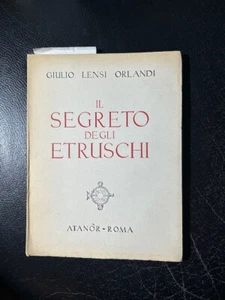 GIULIO LENSI ORLANDI
IL
SEGRETO
DEGLI
ETRUSCHI
ATANÒR - ROMA